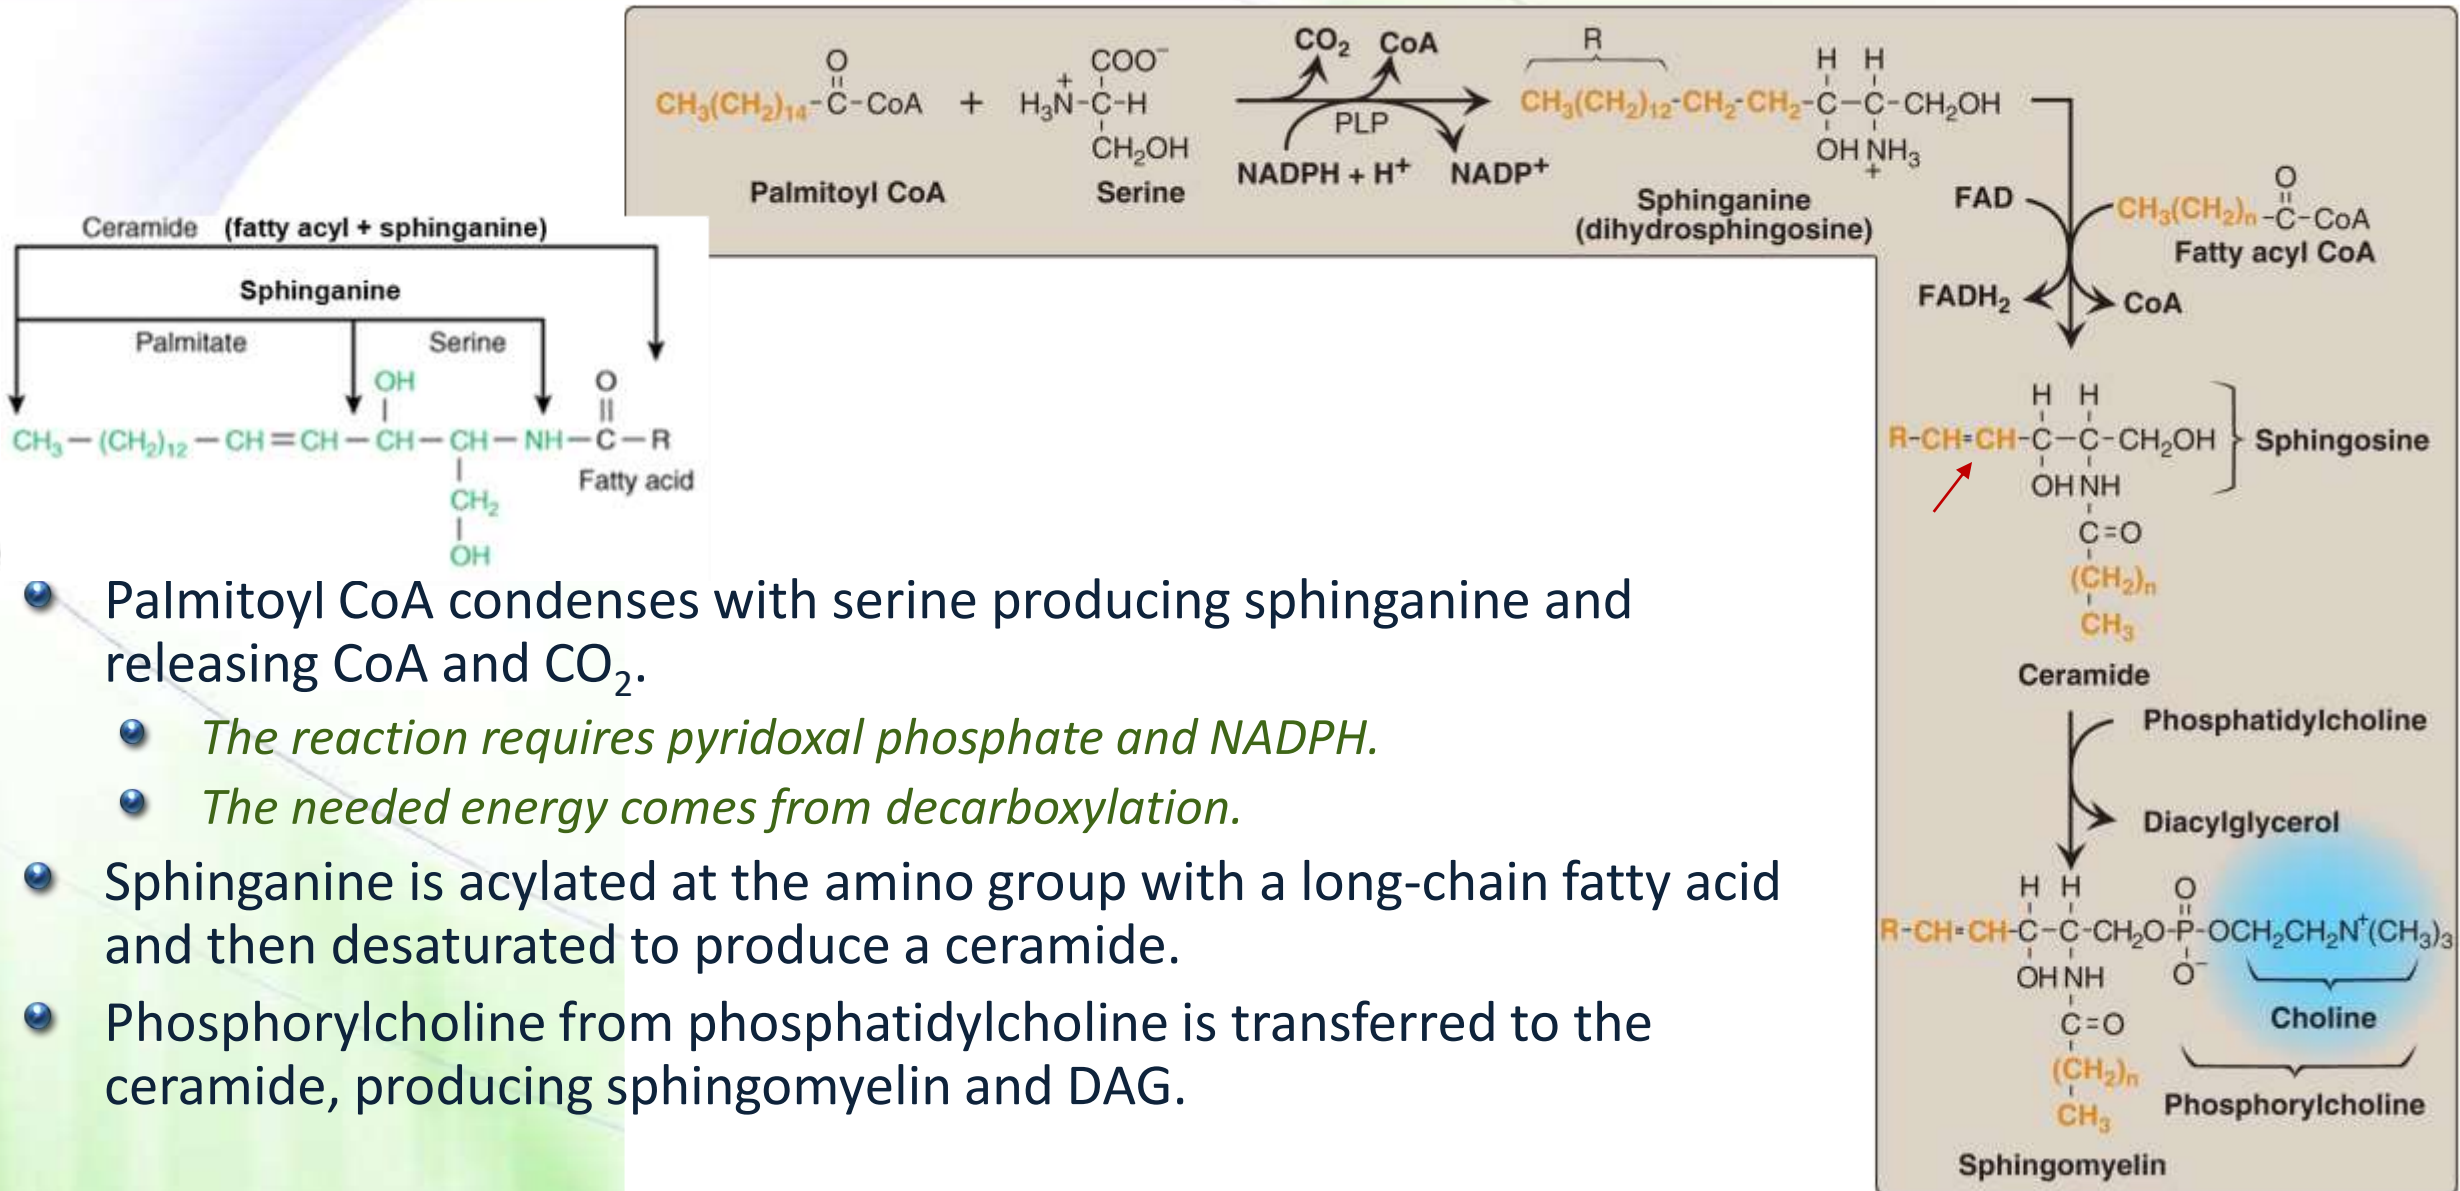 CO₂ CoA
R
O
COO⁻
H H
CH₃(CH₂)₁₄-C-CoA + H₃N⁺-C-H
CH₃(CH₂)₁₂-CH₂-CH₂-C-C-CH₂OH
PLP
CH₂OH
OH NH₃
+
NADPH + H⁺ NADP⁺
Palmitoyl CoA Serine
Sphinganine
(dihydrosphingosine)
FAD
O
CH₃(CH₂)ₙ-C-CoA
Fatty acyl CoA
FADH₂
CoA
Ceramide (fatty acyl + sphinganine)
Sphinganine
Palmitate Serine
OH O
CH₃—(CH₂)₁₂—CH=CH—CH—CH—NH—C—R
Fatty acid
CH₂
OH
H H
R-CH=CH-C-C-CH₂OH Sphingosine
OH NH
C=O
(CH₂)ₙ
CH₃
Ceramide
Phosphatidylcholine
Diacylglycerol
H H O
R-CH=CH-C-C-CH₂O-P-OCH₂CH₂N⁺(CH₃)₃
OH NH O⁻
C=O
Choline
(CH₂)ₙ
CH₃
Phosphorylcholine
Sphingomyelin
Palmitoyl CoA condenses with serine producing sphinganine and
releasing CoA and CO₂.
The reaction requires pyridoxal phosphate and NADPH.
The needed energy comes from decarboxylation.
Sphinganine is acylated at the amino group with a long-chain fatty acid
and then desaturated to produce a ceramide.
Phosphorylcholine from phosphatidylcholine is transferred to the
ceramide, producing sphingomyelin and DAG.